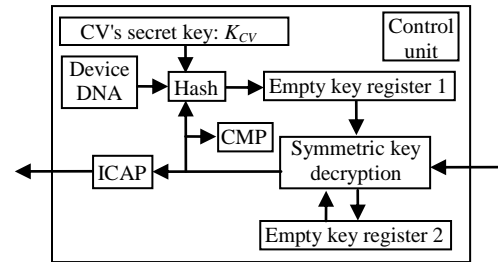 CV's secret key: K_CV
Control
unit
Device
DNA
Hash
Empty key register 1
CMP
Symmetric key
decryption
ICAP
Empty key register 2